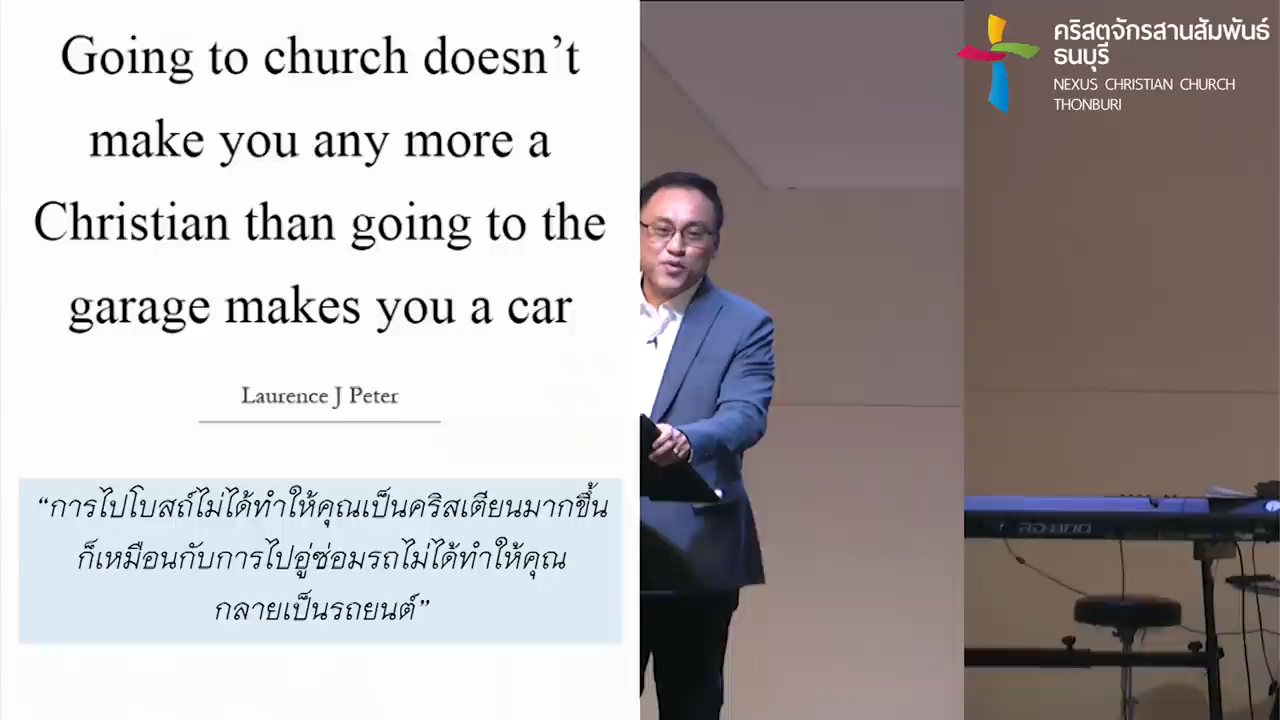 Going to church doesn’t
make you any more a
Christian than going to the
garage makes you a car
Laurence J Peter
“การไปโบสถ์ไม่ได้ทำให้คุณเป็นคริสเตียนมากขึ้น
ก็เหมือนกับการไปอู่ซ่อมรถไม่ได้ทำให้คุณ
กลายเป็นรถยนต์”
คริสตจักรสานสัมพันธ์
ธนบุรี
NEXUS CHRISTIAN CHURCH
THONBURI